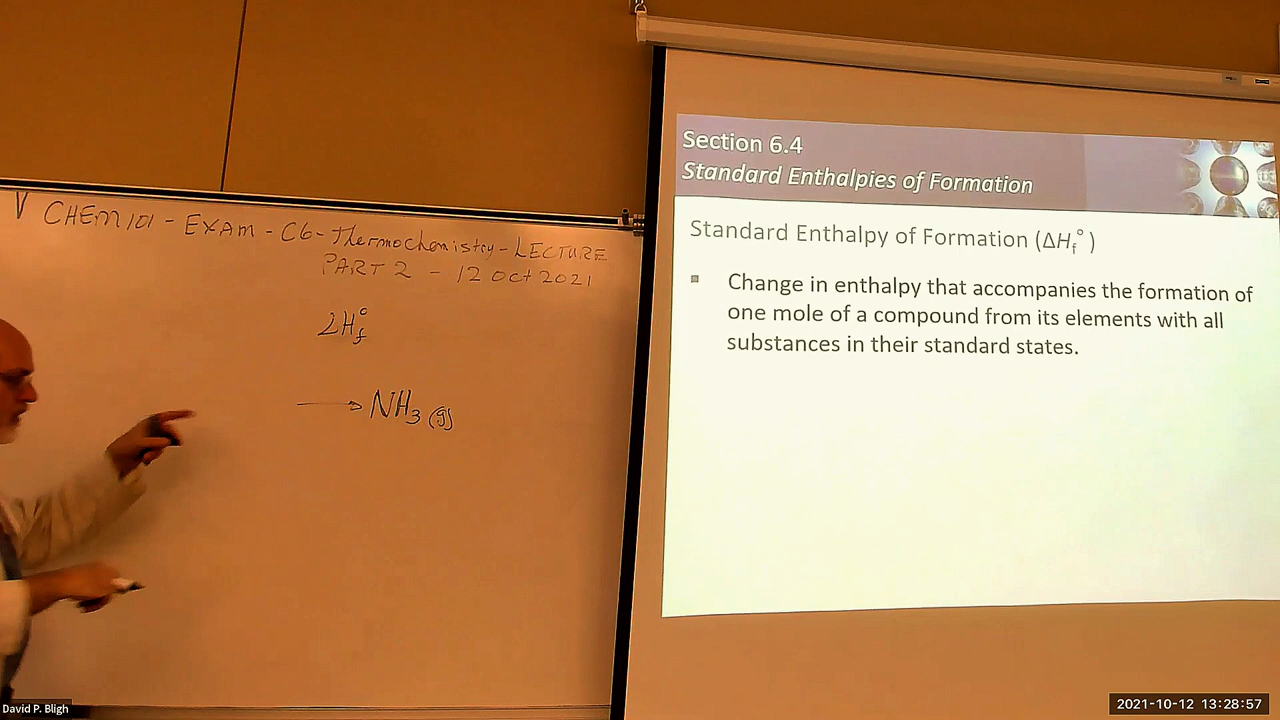 V CHEM 101 - EXAM - C6 - Thermochemistry - LECTURE
PART 2 - 12 Oct 2021
ΔH°f
→ NH3 (g)
Section 6.4
Standard Enthalpies of Formation
Standard Enthalpy of Formation (ΔHf°)
▪ Change in enthalpy that accompanies the formation of
one mole of a compound from its elements with all
substances in their standard states.
David P. Bligh
2021-10-12 13:28:57